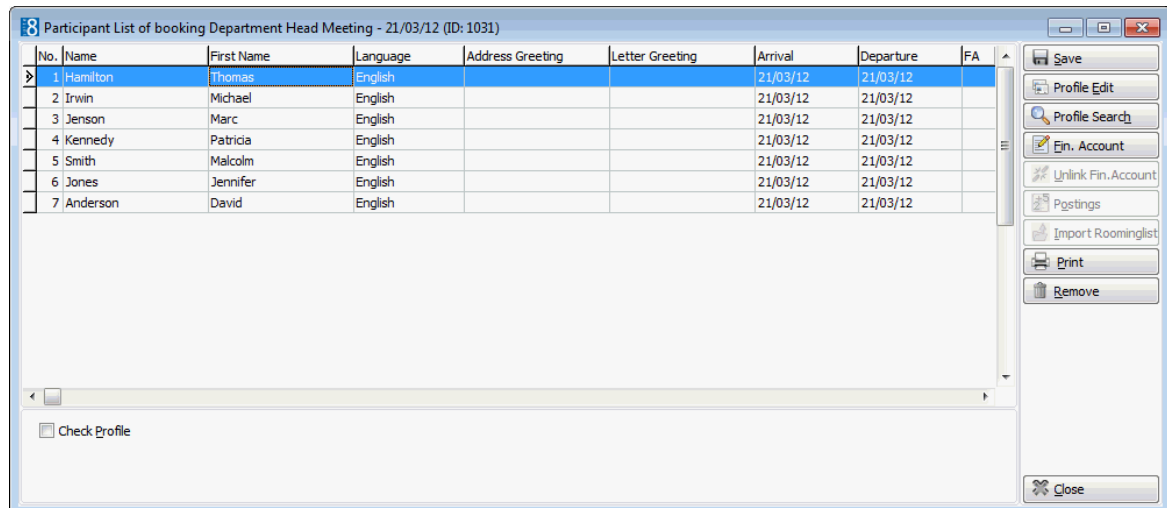 Participant List of booking Department Head Meeting - 21/03/12 (ID: 1031)
No. Name First Name Language Address Greeting Letter Greeting Arrival Departure FA
1 Hamilton Thomas English 21/03/12 21/03/12
2 Irwin Michael English 21/03/12 21/03/12
3 Jenson Marc English 21/03/12 21/03/12
4 Kennedy Patricia English 21/03/12 21/03/12
5 Smith Malcolm English 21/03/12 21/03/12
6 Jones Jennifer English 21/03/12 21/03/12
7 Anderson David English 21/03/12 21/03/12
Save
Profile Edit
Profile Search
Fin. Account
Unlink Fin.Account
Postings
Import Roominglist
Print
Remove
Check Profile
Close